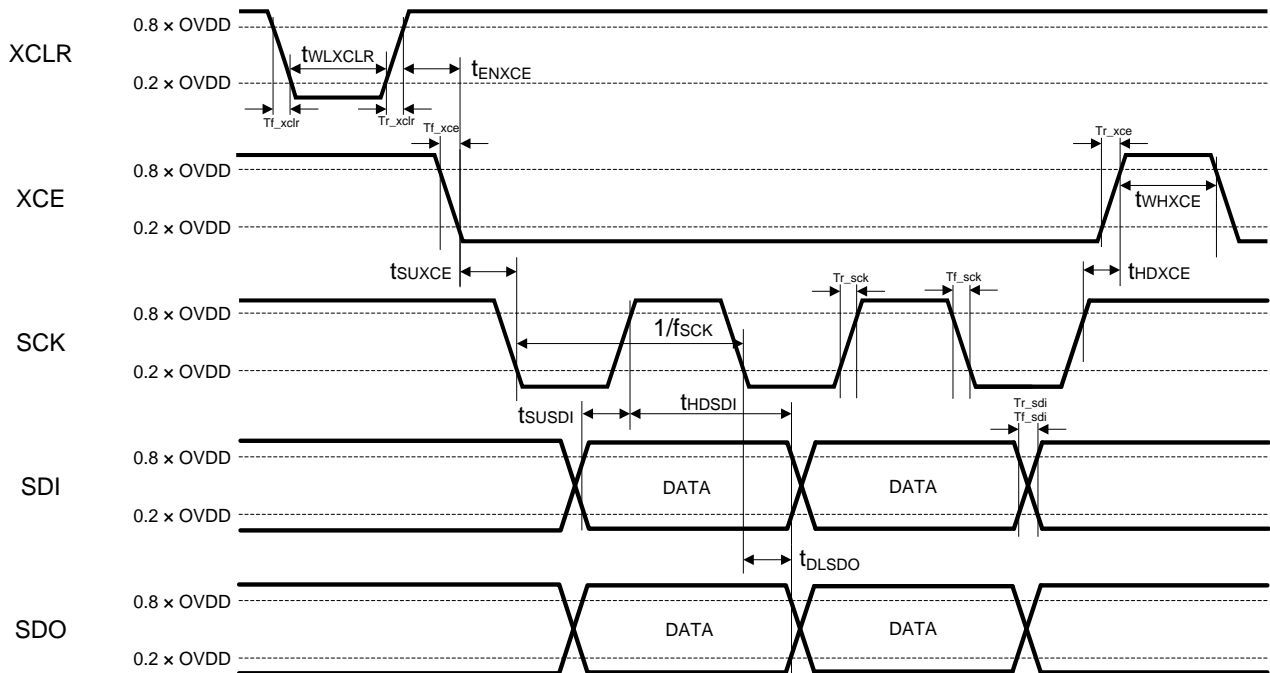 XCLR
0.8 × OVDD
0.2 × OVDD
tWLXCLR
tENXCE
Tf_xclr
Tr_xclr
XCE
0.8 × OVDD
0.2 × OVDD
Tf_xce
Tr_xce
tWHXCE
tSUXCE
tHDXCE
SCK
0.8 × OVDD
0.2 × OVDD
1/fSCK
Tr_sck
Tf_sck
tSUSDI
tHDSDI
Tr_sdi
Tf_sdi
SDI
0.8 × OVDD
0.2 × OVDD
DATA
DATA
tDLSDO
SDO
0.8 × OVDD
0.2 × OVDD
DATA
DATA